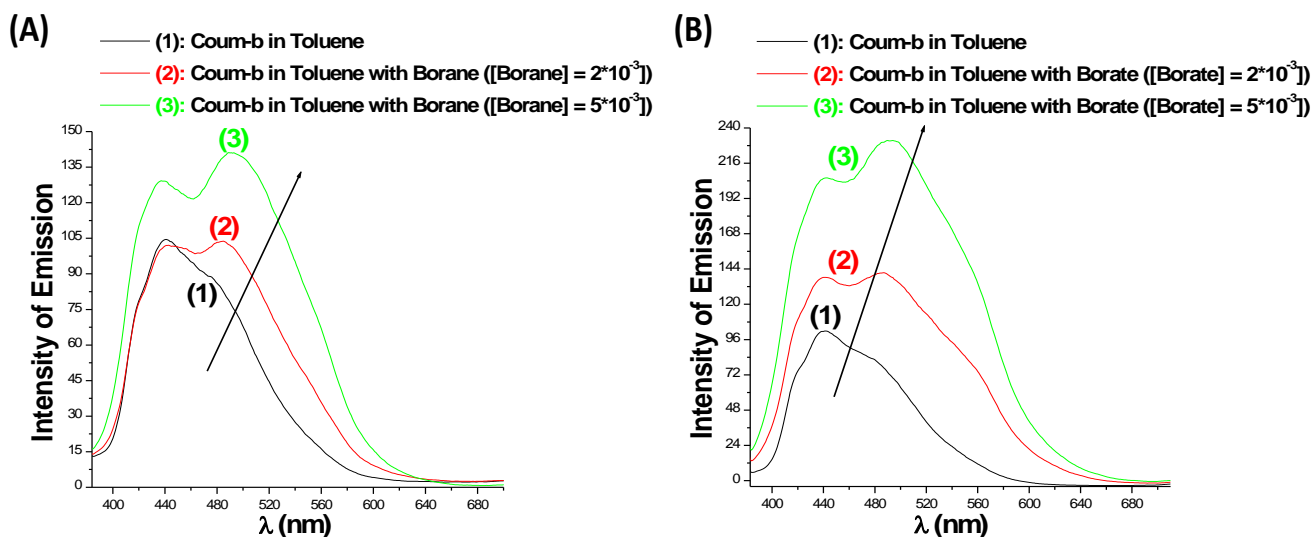 (A)
(1): Coum-b in Toluene
(2): Coum-b in Toluene with Borane ([Borane] = 2*10-3])
(3): Coum-b in Toluene with Borane ([Borane] = 5*10-3])
150
135
120
105
90
75
60
45
30
15
0
Intensity of Emission
(3)
(2)
(1)
400 440 480 520 560 600 640 680
λ (nm)
(B)
(1): Coum-b in Toluene
(2): Coum-b in Toluene with Borate ([Borate] = 2*10-3])
(3): Coum-b in Toluene with Borate ([Borate] = 5*10-3])
240
216
192
168
144
120
96
72
48
24
0
Intensity of Emission
(3)
(2)
(1)
400 440 480 520 560 600 640 680
λ (nm)